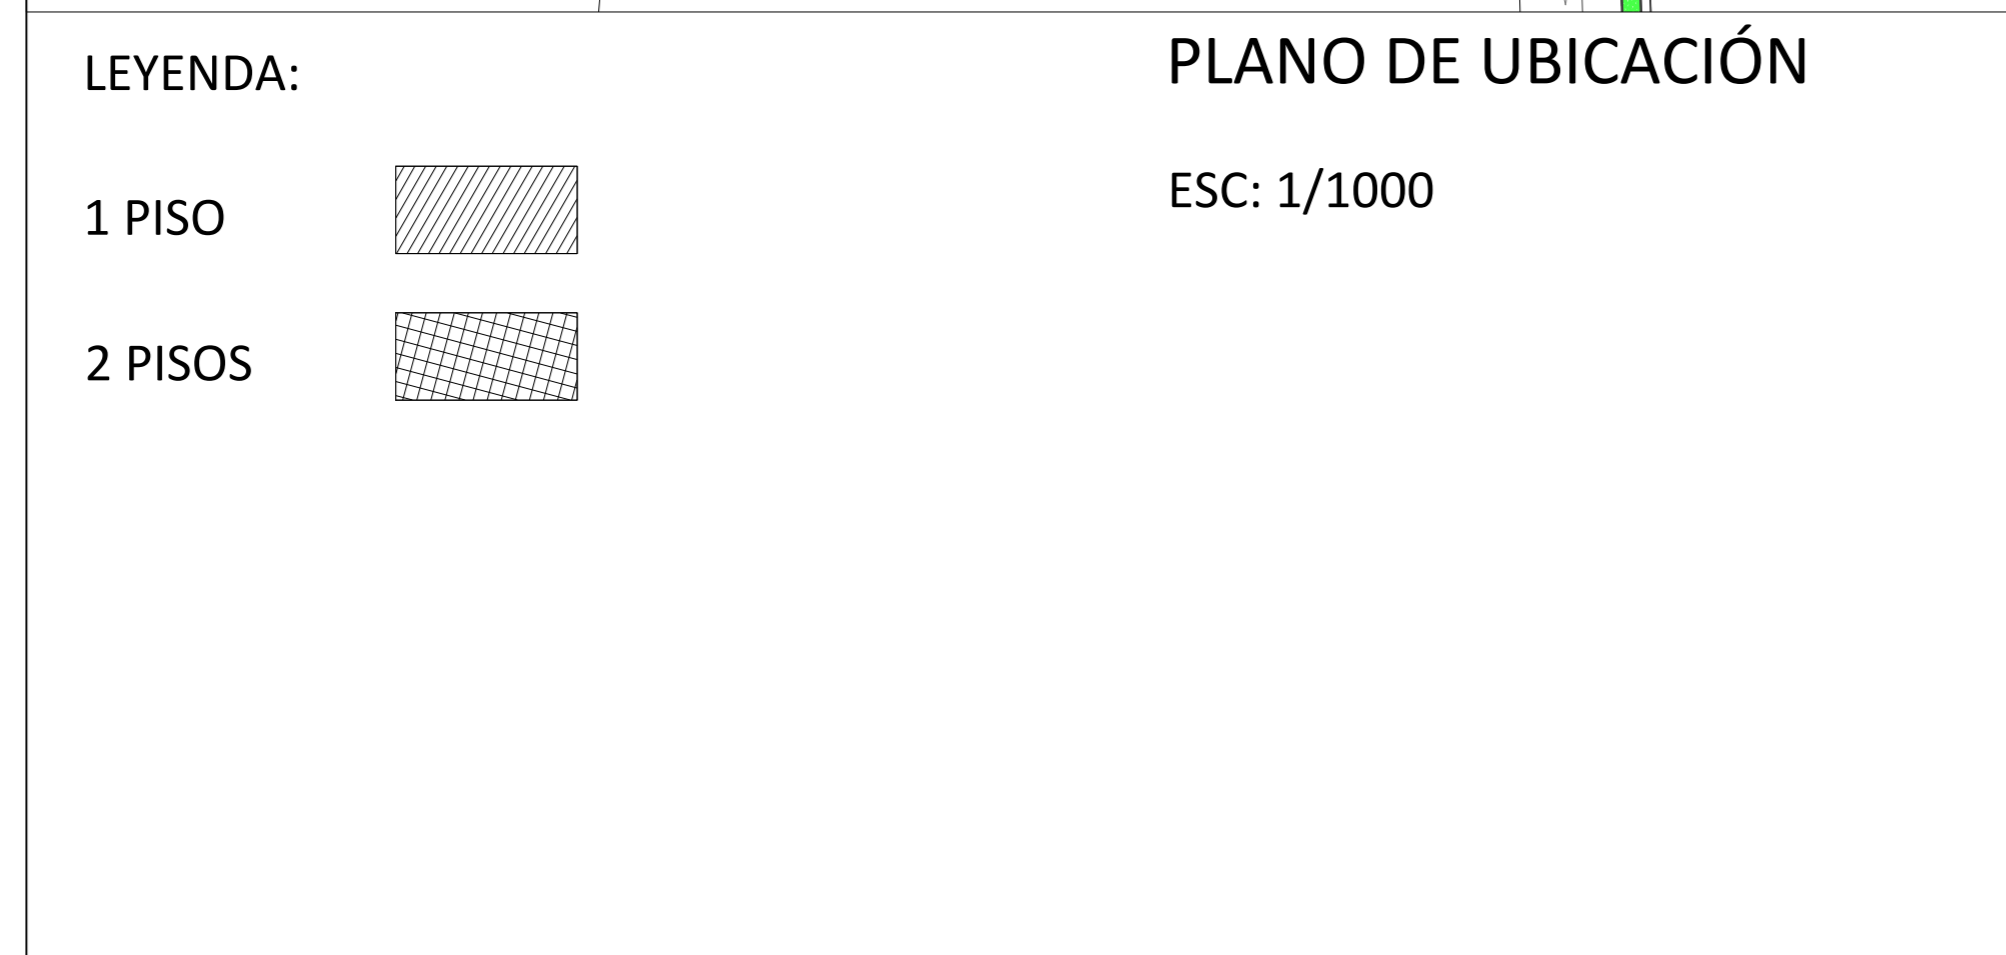 LEYENDA:
1 PISO
2 PISOS
PLANO DE UBICACIÓN
ESC: 1/1000